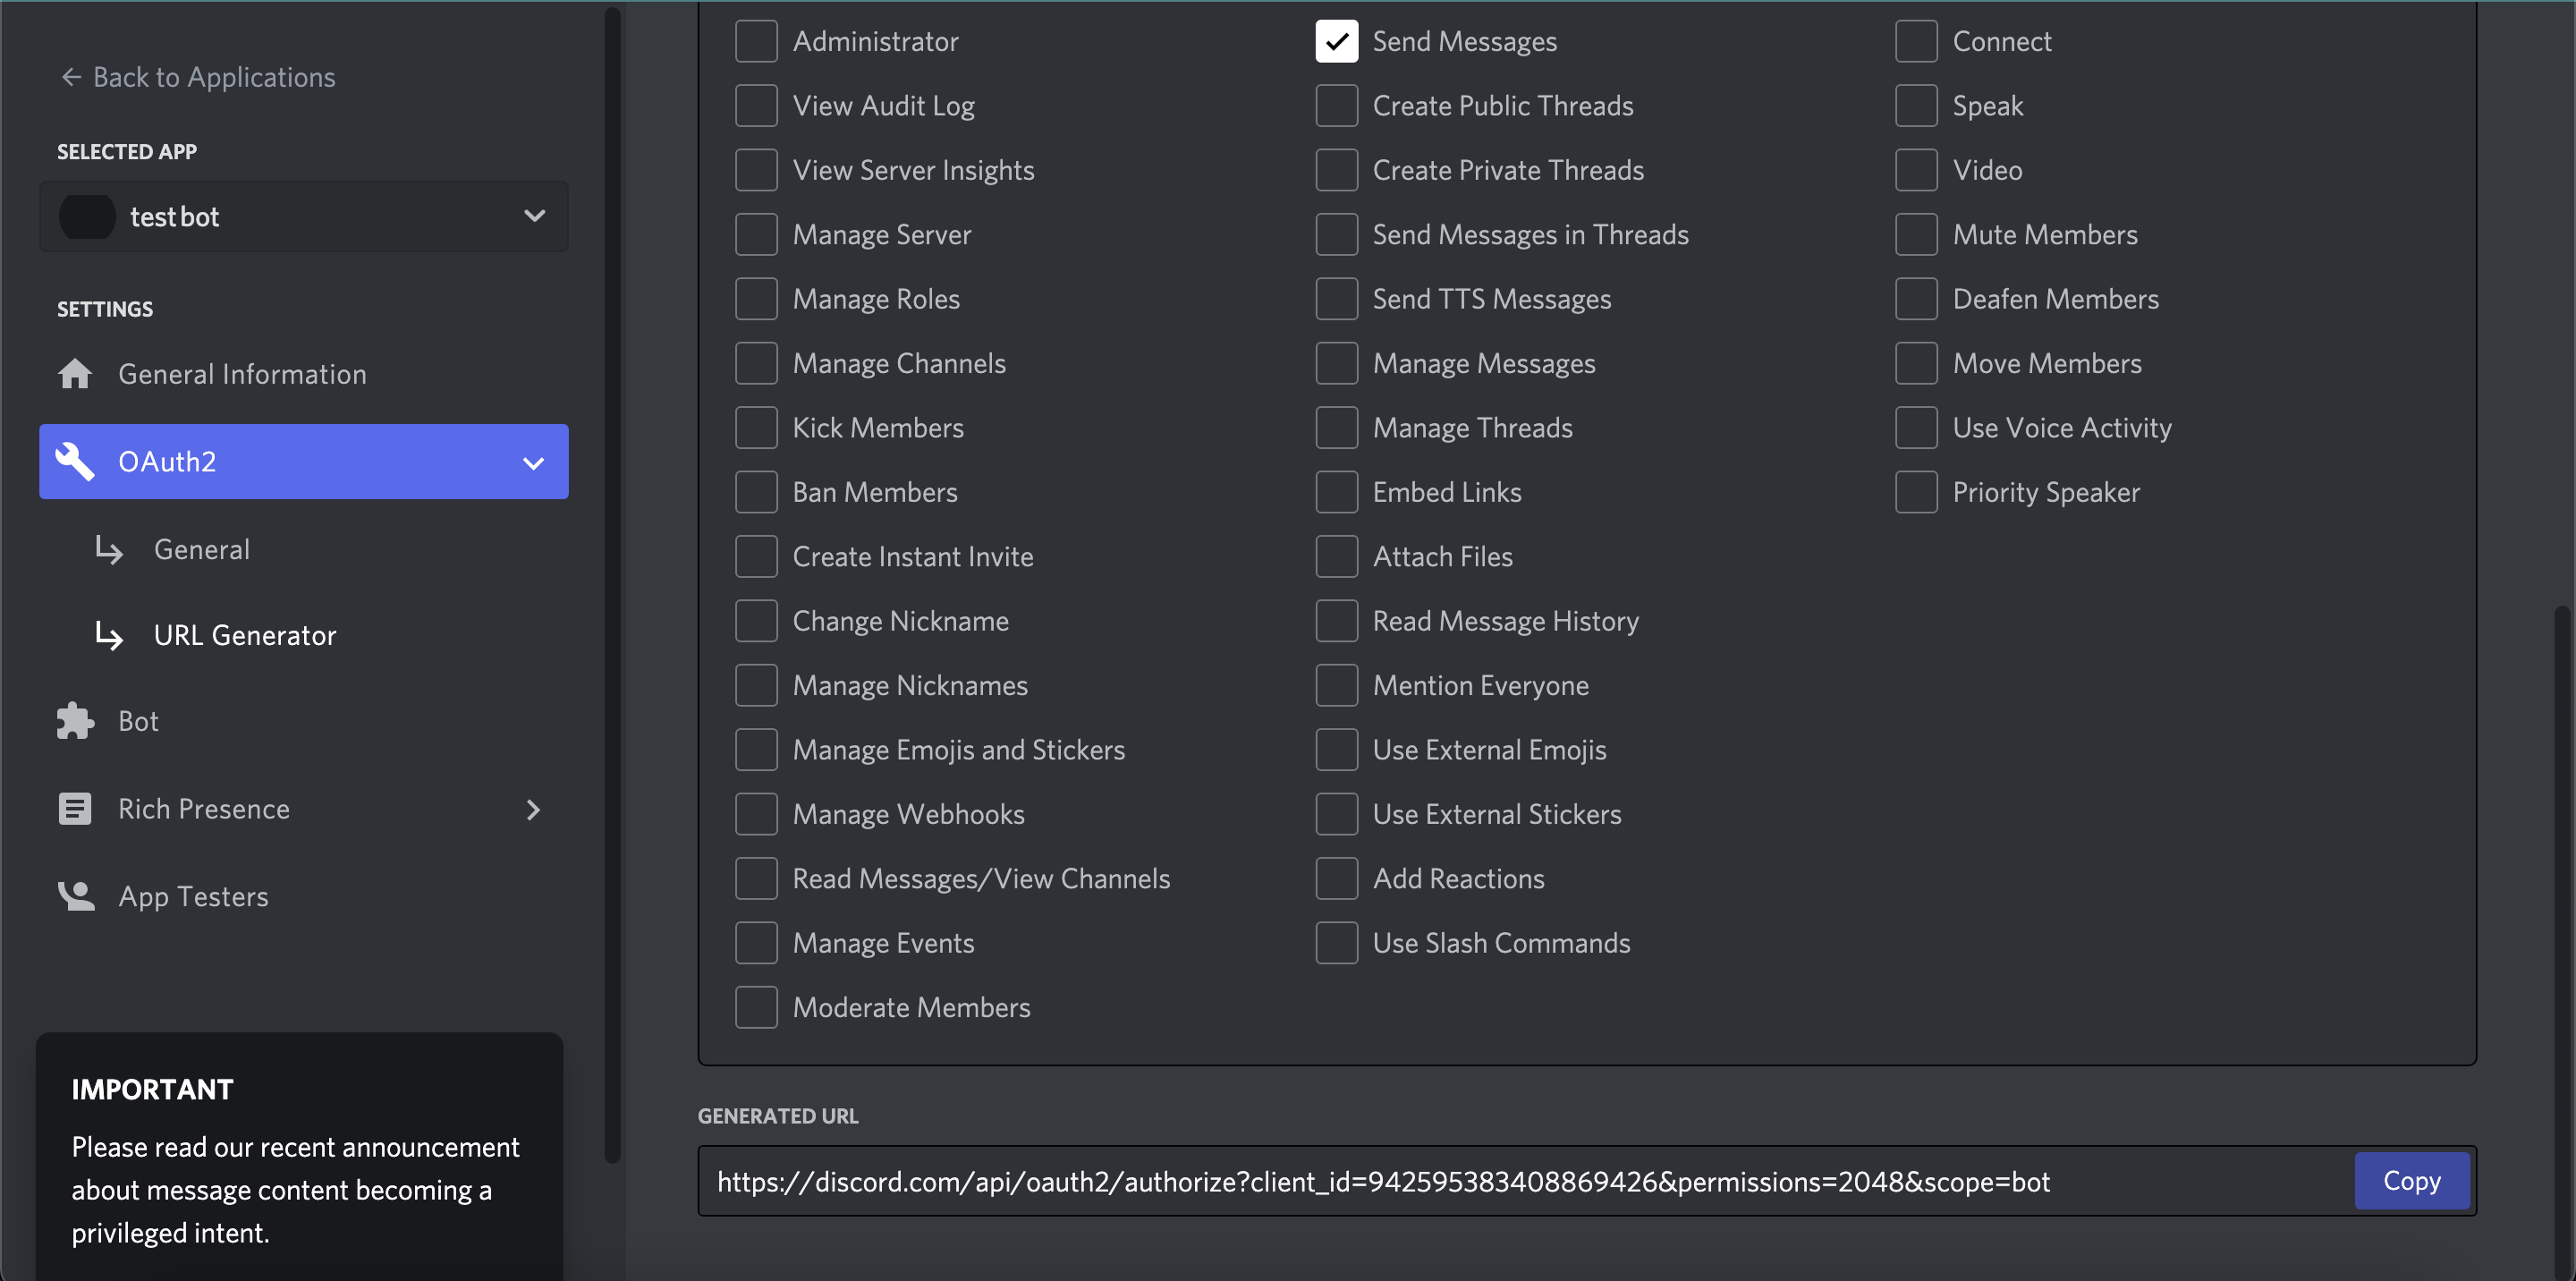 Back to Applications
SELECTED APP
test bot
SETTINGS
General Information
OAuth2
General
URL Generator
Bot
Rich Presence
App Testers
IMPORTANT
Please read our recent announcement
about message content becoming a
privileged intent.
Administrator
View Audit Log
View Server Insights
Manage Server
Manage Roles
Manage Channels
Kick Members
Ban Members
Create Instant Invite
Change Nickname
Manage Nicknames
Manage Emojis and Stickers
Manage Webhooks
Read Messages/View Channels
Manage Events
Moderate Members
Send Messages
Create Public Threads
Create Private Threads
Send Messages in Threads
Send TTS Messages
Manage Messages
Manage Threads
Embed Links
Attach Files
Read Message History
Mention Everyone
Use External Emojis
Use External Stickers
Add Reactions
Use Slash Commands
Connect
Speak
Video
Mute Members
Deafen Members
Move Members
Use Voice Activity
Priority Speaker
GENERATED URL
https://discord.com/api/oauth2/authorize?client_id=942595383408869426&permissions=2048&scope=bot
Copy